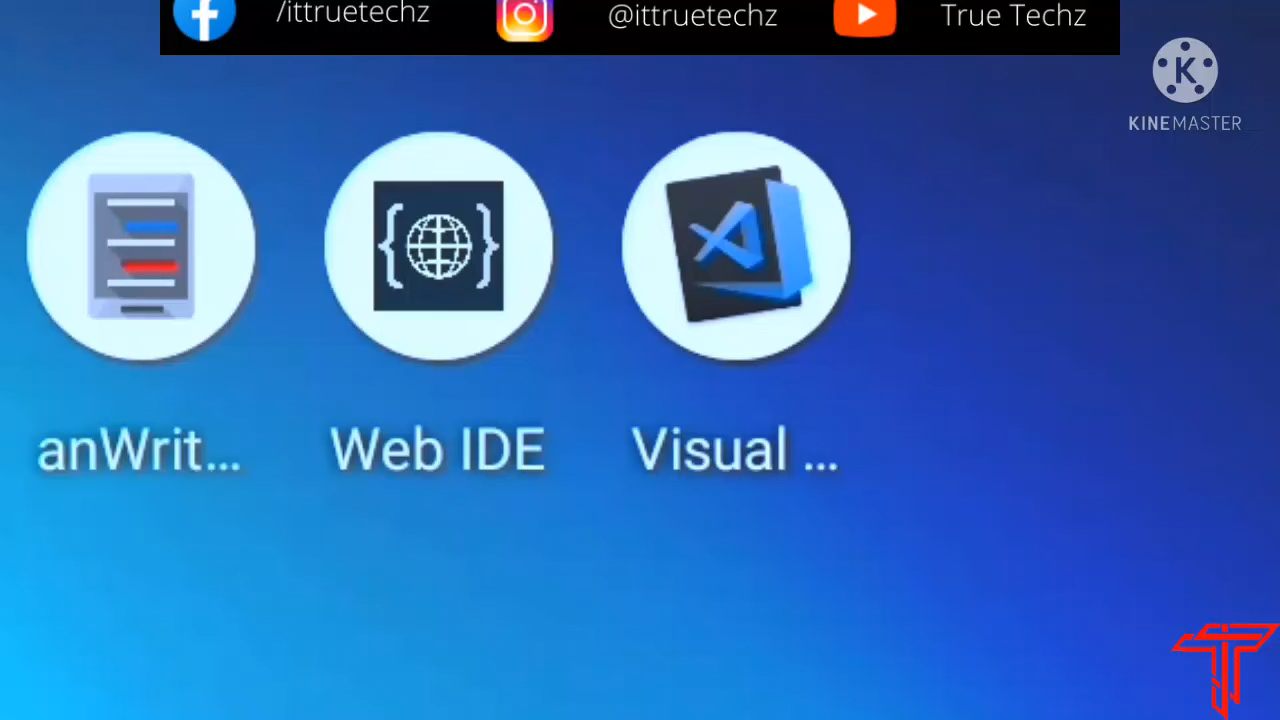 /ittruetechz
@ittruetechz
True Techz
K
KINEMASTER
anWrit...
Web IDE
Visual ...